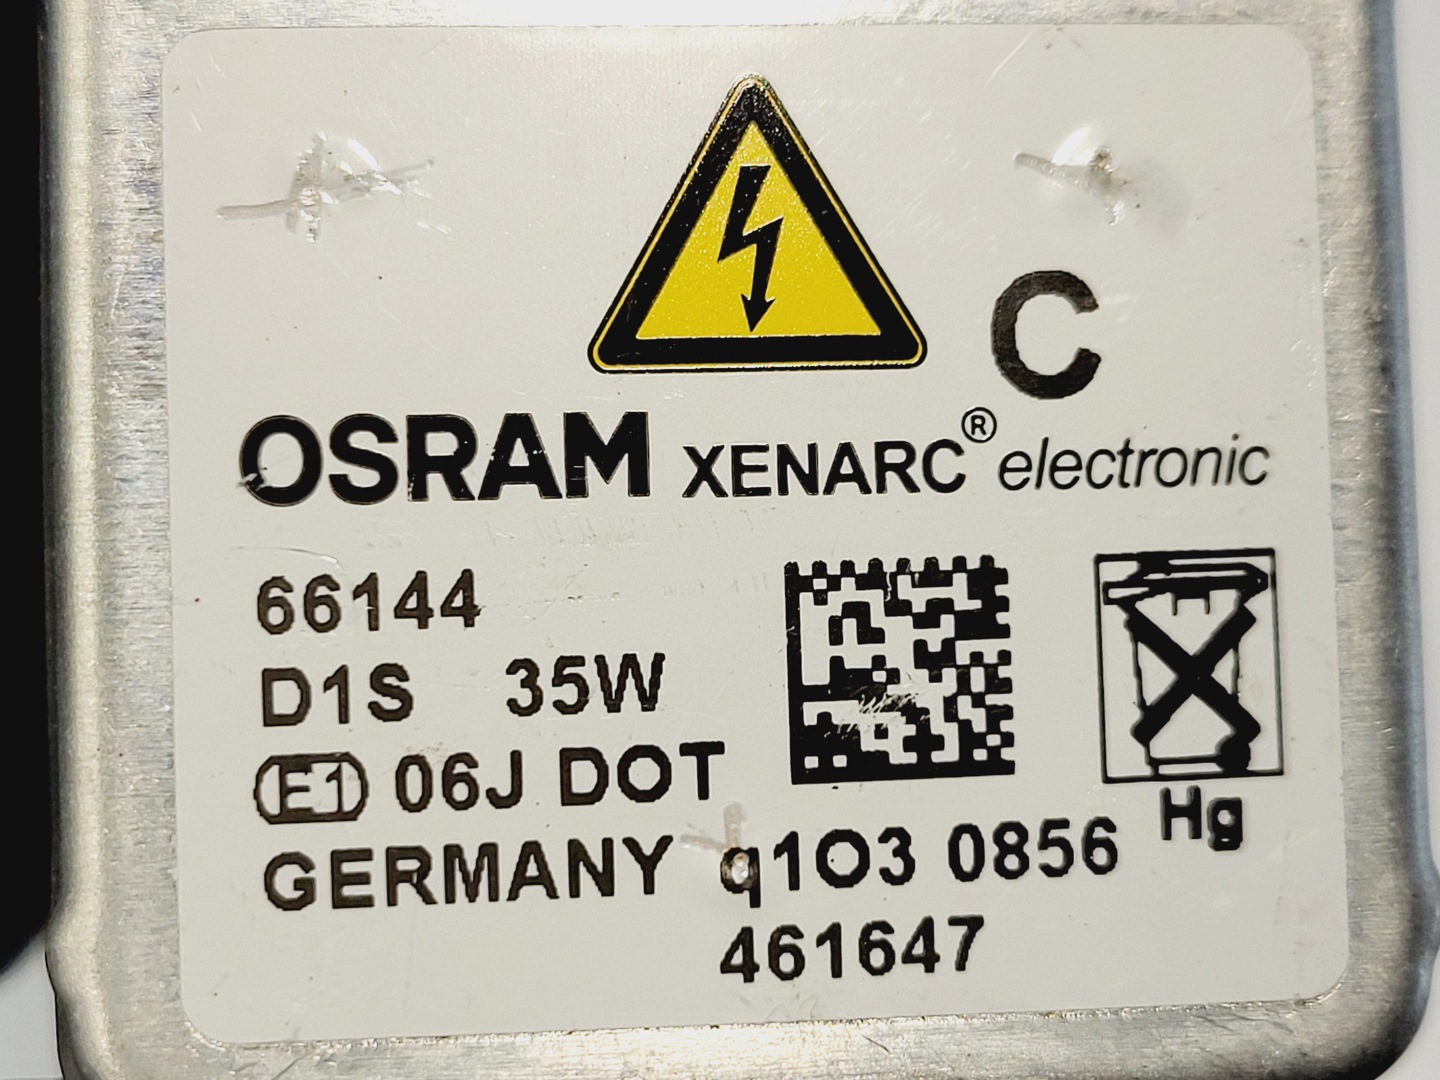 C
OSRAM XENARC® electronic
66144
D1S 35W
E1 06J DOT
Hg
GERMANY q1O3 0856
461647